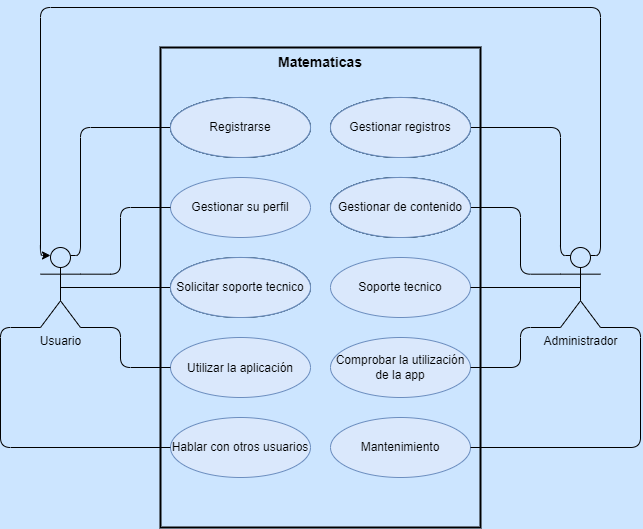 Matematicas
Registrarse
Gestionar registros
Gestionar su perfil
Gestionar de contenido
Solicitar soporte tecnico
Soporte tecnico
Usuario
Administrador
Utilizar la aplicación
Comprobar la utilización
de la app
Hablar con otros usuarios
Mantenimiento